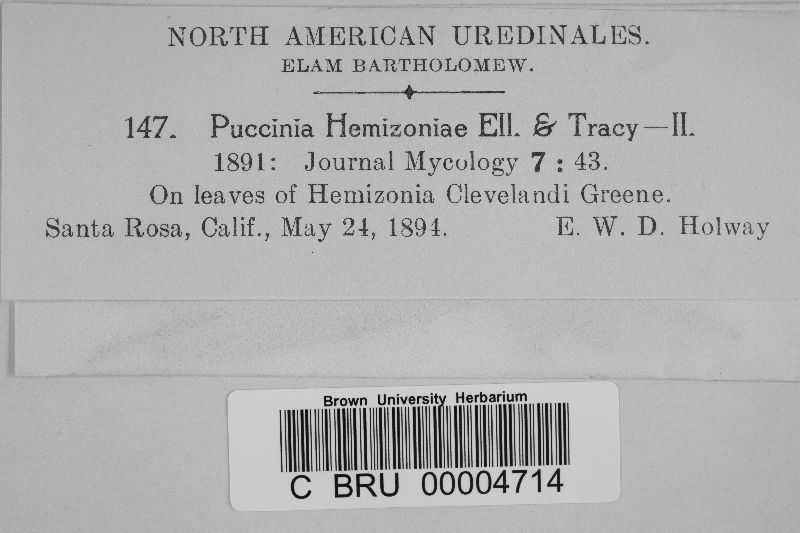 NORTH AMERICAN UREDINALES.
ELAM BARTHOLOMEW.
147. Puccinia Hemizoniae Ell. & Tracy—II.
1891: Journal Mycology 7 : 43.
On leaves of Hemizonia Clevelandi Greene.
Santa Rosa, Calif., May 24, 1894. E. W. D. Holway
Brown University Herbarium
C BRU 00004714